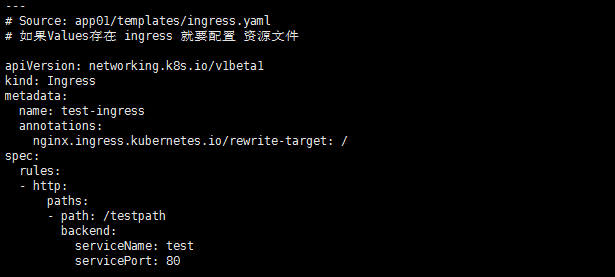 ---
# Source: app01/templates/ingress.yaml
# 如果Values存在 ingress 就要配置 资源文件
apiVersion: networking.k8s.io/v1beta1
kind: Ingress
metadata:
  name: test-ingress
  annotations:
    nginx.ingress.kubernetes.io/rewrite-target: /
spec:
  rules:
  - http:
      paths:
      - path: /testpath
        backend:
          serviceName: test
          servicePort: 80